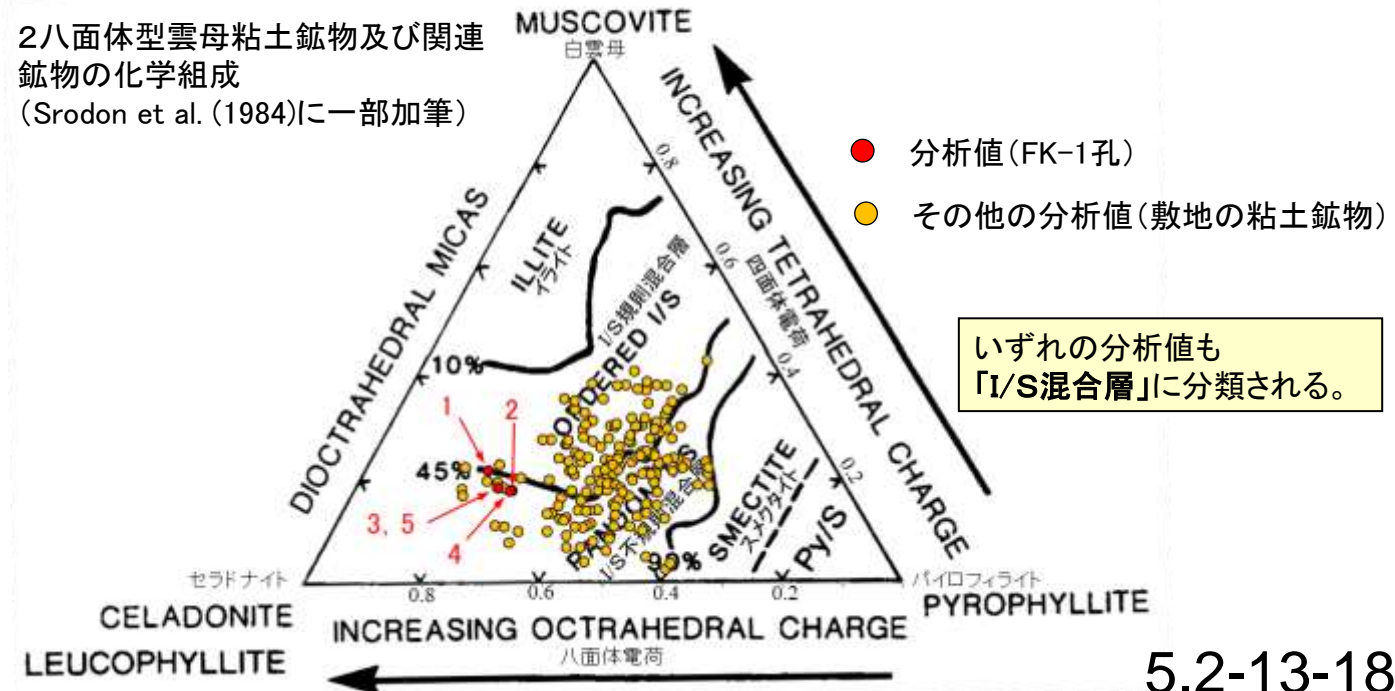 2八面体型雲母粘土鉱物及び関連
鉱物の化学組成
(Srodon et al. (1984)に一部加筆)
MUSCOVITE
白雲母
分析値(FK-1孔)
その他の分析値(敷地の粘土鉱物)
いずれの分析値も
「I/S混合層」に分類される。
DIOCTRAHEDRAL MICAS
INCREASING TETRAHEDRAL CHARGE
四面体電荷
0.8
0.6
0.4
0.2
ILLITE
イライト
I/S規則混合層
ORDERED I/S
I/S不規則混合層
SMECTITE
スメクタイト
Py/S
10%
45%
90%
1
2
3, 5
4
セラドナイト
CELADONITE
LEUCOPHYLLITE
0.8
0.6
0.4
0.2
パイロフィライト
PYROPHYLLITE
INCREASING OCTRAHEDRAL CHARGE
八面体電荷
5.2-13-18